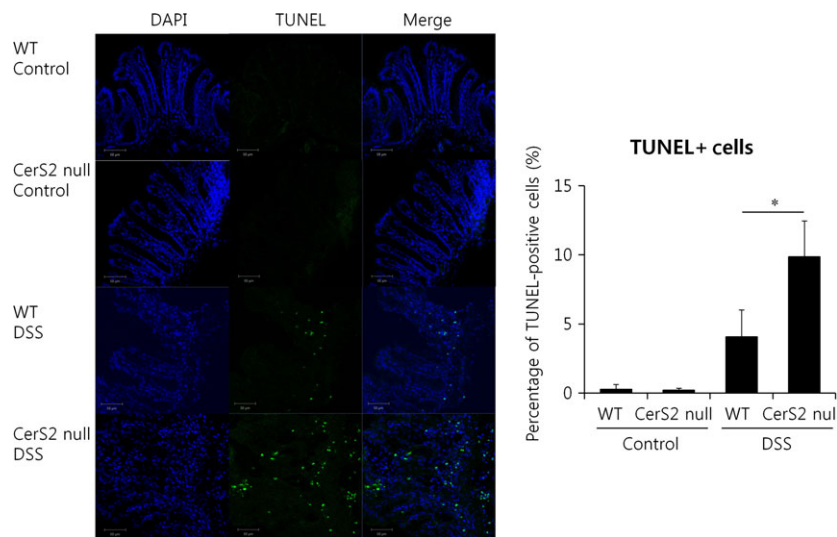 DAPI TUNEL Merge
WT
Control
CerS2 null
Control
WT
DSS
CerS2 null
DSS
TUNEL+ cells
Percentage of TUNEL-positive cells (%)
15
*
10
5
0
WT CerS2 null WT CerS2 nul
Control DSS